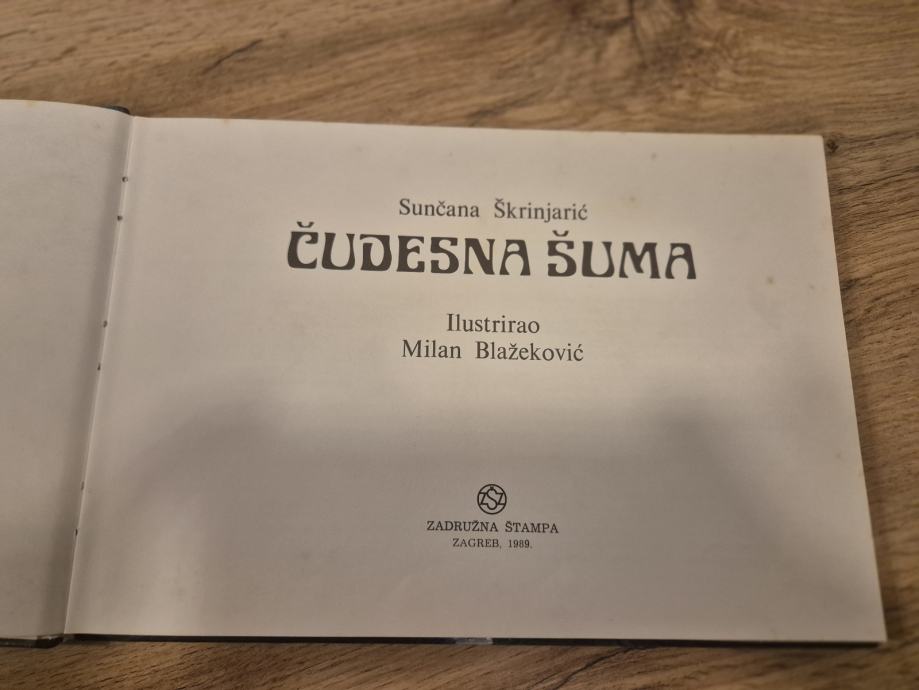 Sunčana Škrinjarić
ČUDESNA ŠUMA
Ilustrirao
Milan Blažeković
ZADRUŽNA ŠTAMPA
ZAGREB, 1989.